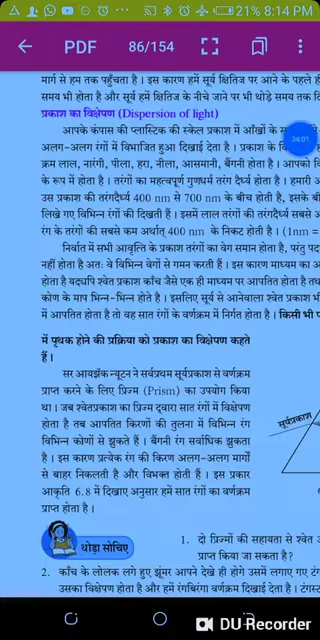 21% 8:14 PM
PDF 86/154
मार्ग से हम तक पहुँचता है। इस कारण हमें सूर्य क्षितिज पर आने के पहले ही
समय भी होता है और सूर्य हमें क्षितिज के नीचे जाने पर भी थोड़े समय तक
प्रकाश का विक्षेपण (Dispersion of light)
आपके कंपास की प्लास्टिक की स्केल प्रकाश में आँखों के
अलग-अलग रंगों में विभाजित हुआ दिखाई देता है। प्रकाश के
34:01
क्रम लाल, नारंगी, पीला, हरा, नीला, आसमानी, बैंगनी होता है। आपको
के रूप में होता है। तरंगों का महत्वपूर्ण गुणधर्म तरंग दैर्ध्य होता है। हमारी
उस प्रकाश की तरंगदैर्ध्य 400 nm से 700 nm के बीच होती है, इसके बी
लिखे गए विभिन्न रंगों की दिखती हैं। इसमें लाल रंगों की तरंगदैर्ध्य सबसे
रंग के तरंगों की सबसे कम अर्थात् 400 nm के निकट होती है। (1nm =
निर्वात में सभी आवृत्ति के प्रकाश तरंगों का वेग समान होता है, परंतु
नहीं होता है अतः वे विभिन्न वेगों से गमन करती हैं। इस कारण माध्यम का अ
होता है यद्यपि श्वेत प्रकाश काँच जैसे एक ही माध्यम पर आपतित होता है
कोण के माप भिन्न-भिन्न होते है। इसलिए सूर्य से आनेवाला श्वेत प्रकाश भी
में आपतित होता है तो वह सात रंगों के वर्णक्रम में निर्गत होता है। किसी भी
में पृथक होने की प्रक्रिया को प्रकाश का विक्षेपण कहते
हैं।
सर आयझॅक न्यूटन ने सर्वप्रथम सूर्यप्रकाश से वर्णक्रम
प्राप्त करने के लिए प्रिज्म (Prism) का उपयोग किया
था। जब श्वेतप्रकाश का प्रिज्म द्वारा सात रंगों में विक्षेपण
होता है तब आपतित किरणों की तुलना में विभिन्न रंग
विभिन्न कोणों से झुकते हैं। बैंगनी रंग सर्वाधिक झुकता
है। इस कारण प्रत्येक रंग की किरण अलग-अलग मार्गों
से बाहर निकलती है और विभक्त होती हैं। इस प्रकार
आकृति 6.8 में दिखाए अनुसार हमें सात रंगों का वर्णक्रम
प्राप्त होता है।
सूर्यप्रकाश
थोड़ा सोचिए
1. दो प्रिज्मों की सहायता से श्वेत
प्राप्त किया जा सकता है?
2. काँच के लोलक लगे हुए झूंमर आपने देखे ही होगे उसमें लगाए गए
उसका विक्षेपण होता है और हमें रंगबिरंगा वर्णक्रम दिखाई देता है।
DU Recorder